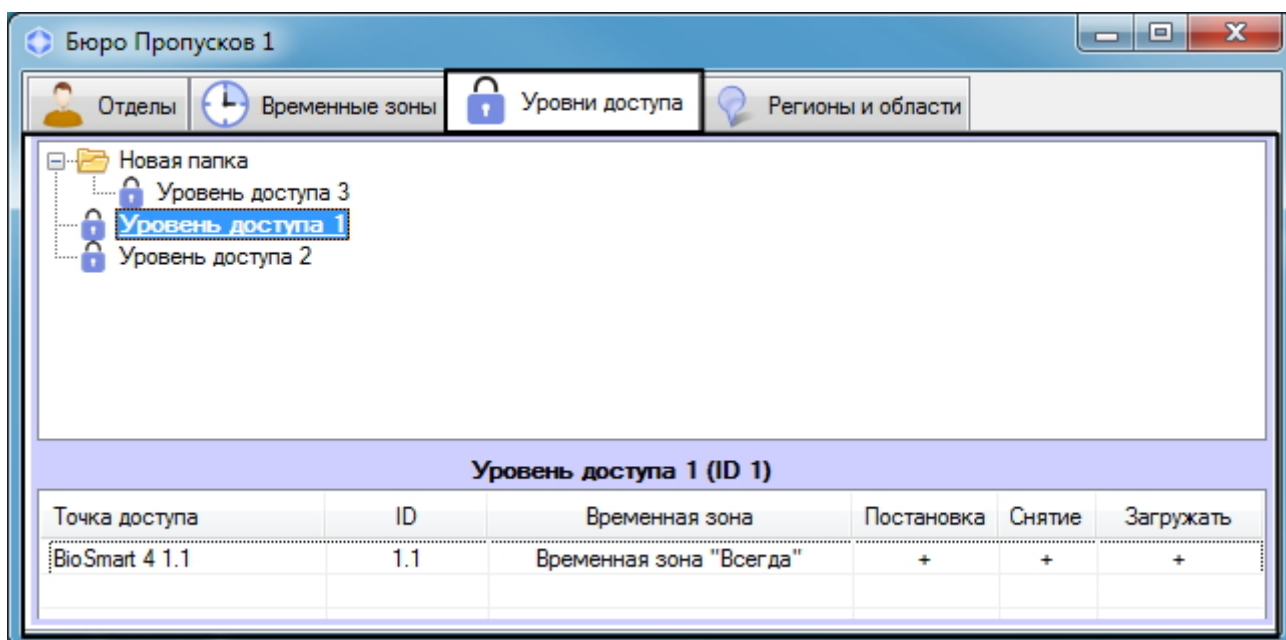 Бюро Пропусков 1
Отделы Временные зоны Уровни доступа Регионы и области
Новая папка
Уровень доступа 3
Уровень доступа 1
Уровень доступа 2
Уровень доступа 1 (ID 1)
Точка доступа ID Временная зона Постановка Снятие Загружать
BioSmart 4 1.1 1.1 Временная зона "Всегда" + + +